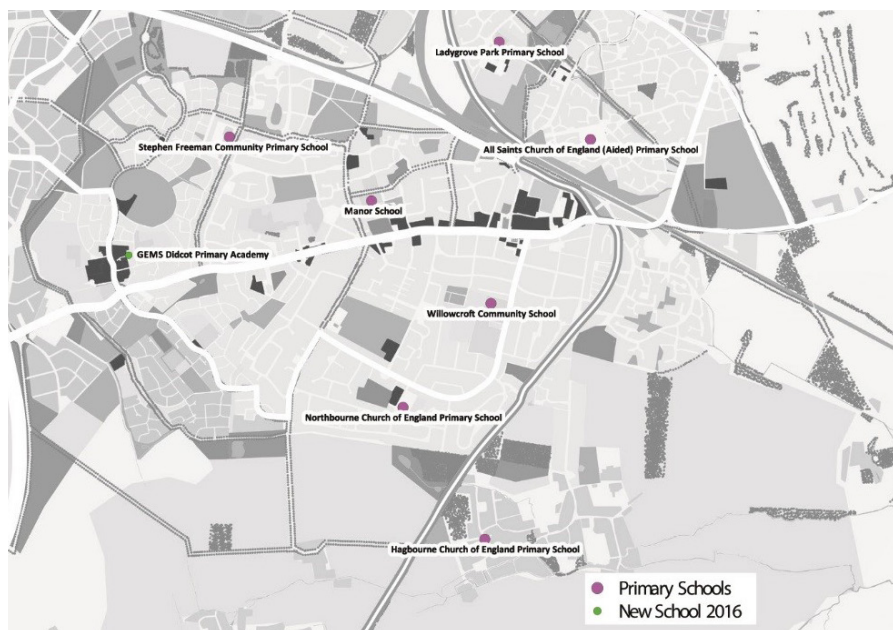 Ladygrove Park Primary School
Stephen Freeman Community Primary School
All Saints Church of England (Aided) Primary School
Manor School
GEMS Didcot Primary Academy
Willowcroft Community School
Northbourne Church of England Primary School
Hagbourne Church of England Primary School
Primary Schools
New School 2016